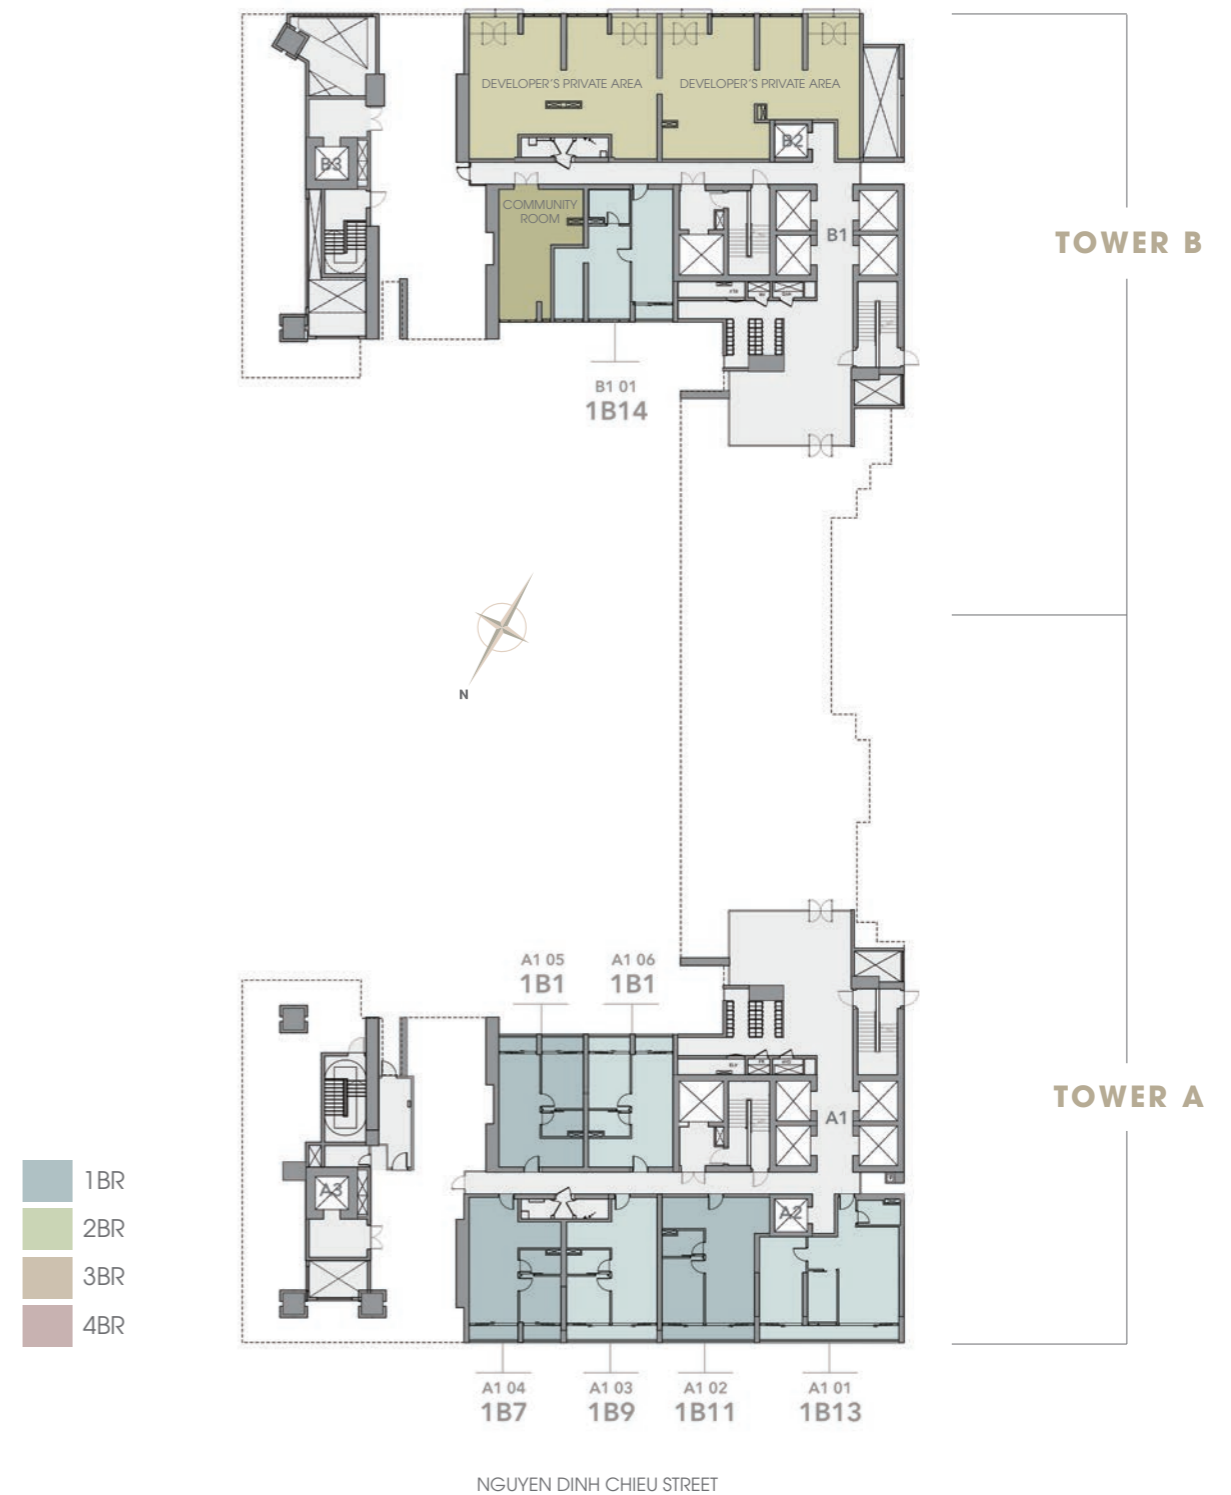 DEVELOPER'S PRIVATE AREA
DEVELOPER'S PRIVATE AREA
B2
B3
COMMUNITY
ROOM
B1
TOWER B
B1 01
1B14
N
A1 05
1B1
A1 06
1B1
TOWER A
A1
A3
A2
1BR
2BR
3BR
4BR
A1 04
1B7
A1 03
1B9
A1 02
1B11
A1 01
1B13
NGUYEN DINH CHIEU STREET